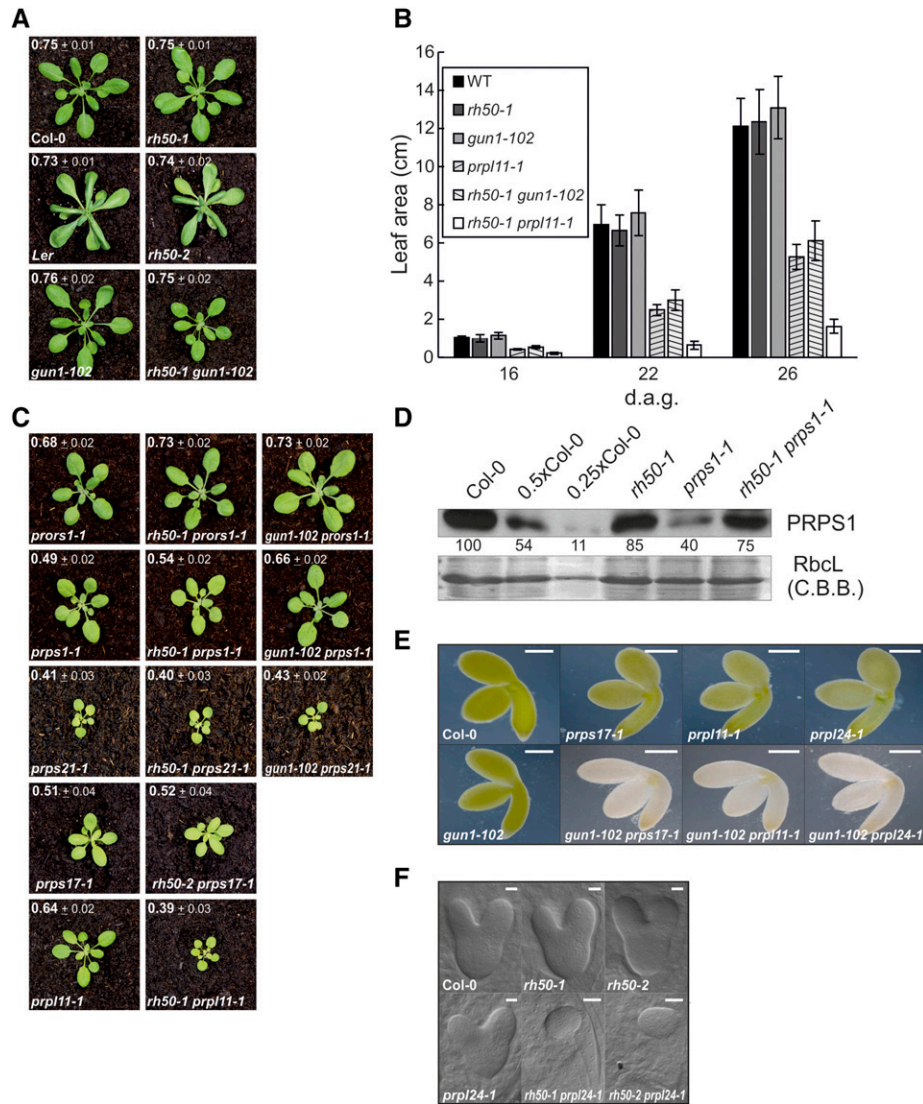 A
0.75 ± 0.01
Col-0
0.75 ± 0.01
rh50-1
0.73 ± 0.01
Ler
0.74 ± 0.02
rh50-2
0.76 ± 0.02
gun1-102
0.75 ± 0.02
rh50-1 gun1-102
B
Leaf area (cm)
16
14
12
10
8
6
4
2
0
WT
rh50-1
gun1-102
prpl11-1
rh50-1 gun1-102
rh50-1 prpl11-1
16 22 26
d.a.g.
C
0.68 ± 0.02
prors1-1
0.73 ± 0.02
rh50-1 prors1-1
0.73 ± 0.02
gun1-102 prors1-1
0.49 ± 0.02
prps1-1
0.54 ± 0.02
rh50-1 prps1-1
0.66 ± 0.02
gun1-102 prps1-1
0.41 ± 0.03
prps21-1
0.40 ± 0.03
rh50-1 prps21-1
0.43 ± 0.02
gun1-102 prps21-1
0.51 ± 0.04
prps17-1
0.52 ± 0.04
rh50-2 prps17-1
0.64 ± 0.02
prpl11-1
0.39 ± 0.03
rh50-1 prpl11-1
D
Col-0
0.5xCol-0
0.25xCol-0
rh50-1
prps1-1
rh50-1 prps1-1
PRPS1
100 54 11 85 40 75
RbcL
(C.B.B.)
E
Col-0
prps17-1
prpl11-1
prpl24-1
gun1-102
gun1-102 prps17-1
gun1-102 prpl11-1
gun1-102 prpl24-1
F
Col-0
rh50-1
rh50-2
prpl24-1
rh50-1 prpl24-1
rh50-2 prpl24-1